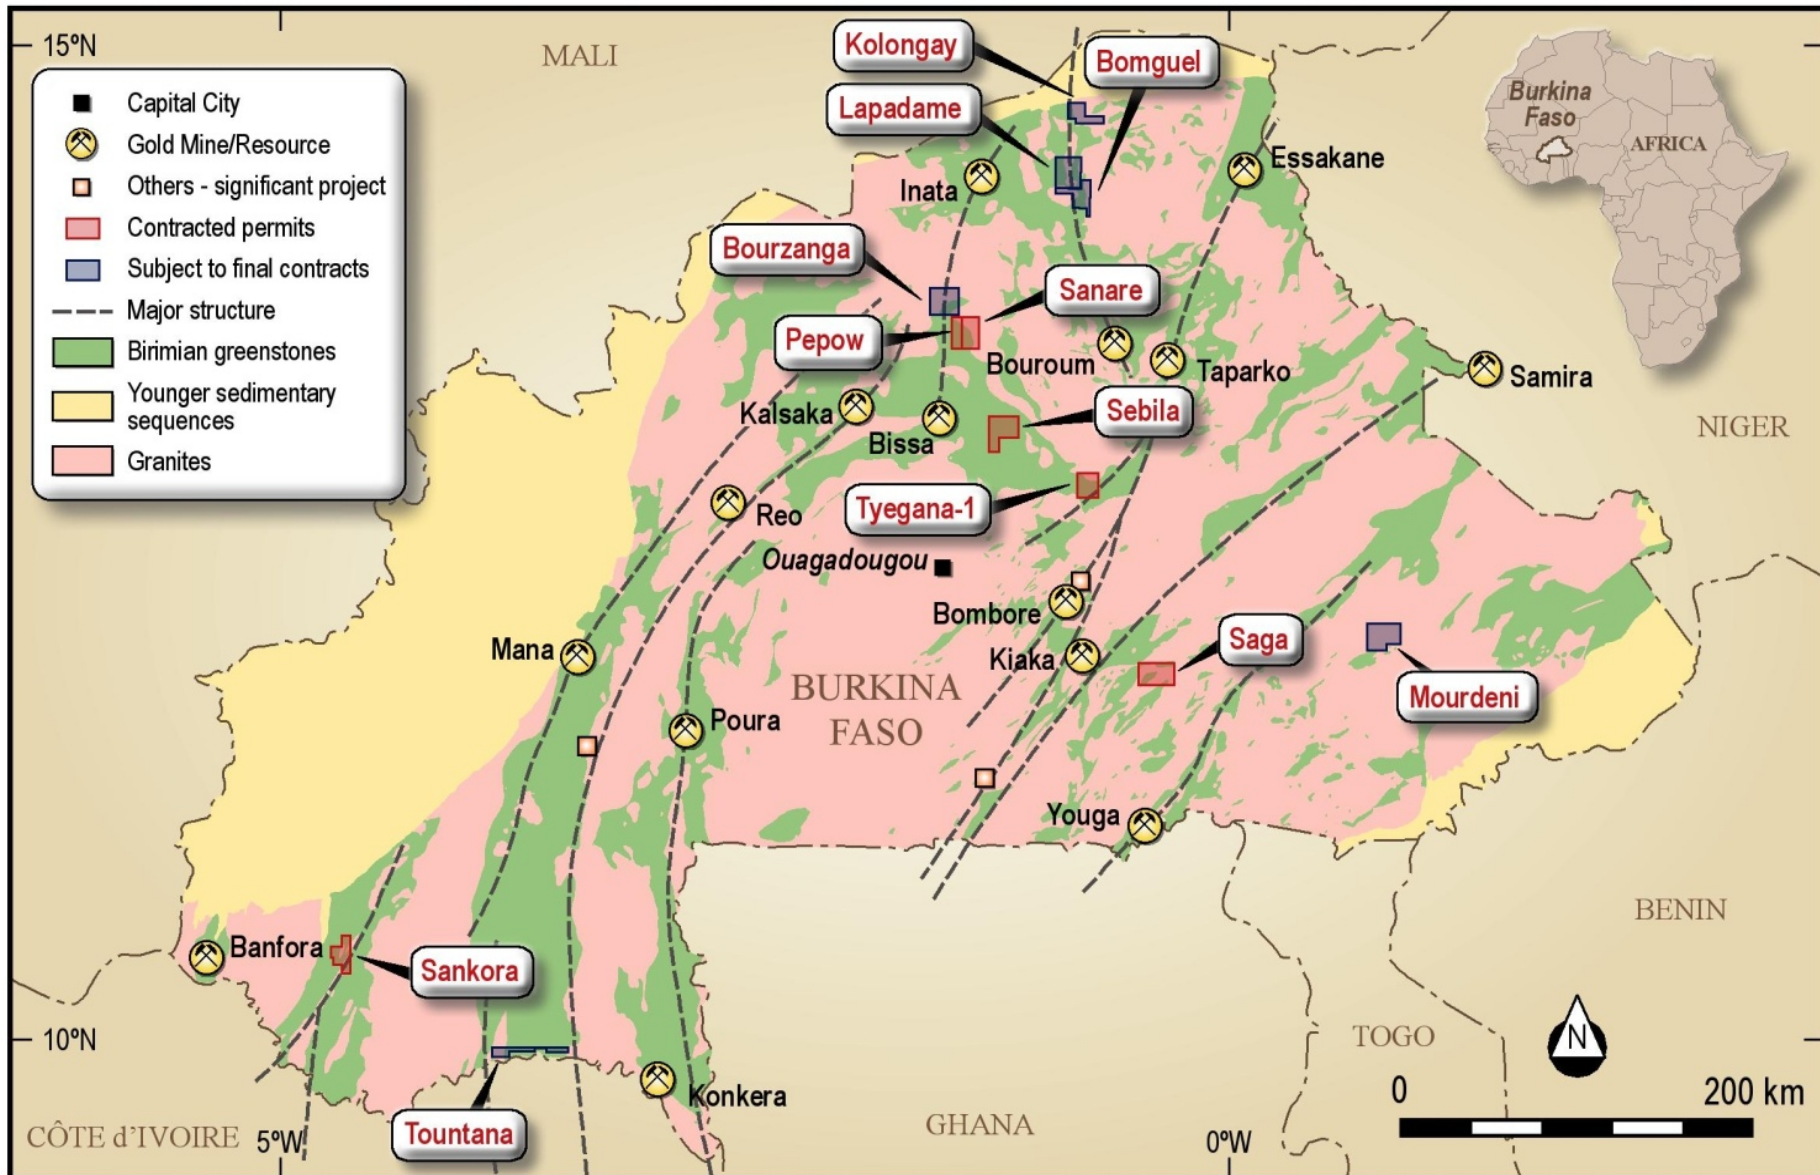 15ºN
MALI
Kolongay
Bomguel
Lapadame
Burkina
Faso
AFRICA
Capital City
Gold Mine/Resource
Others - significant project
Contracted permits
Subject to final contracts
Major structure
Birimian greenstones
Younger sedimentary
sequences
Granites
Essakane
Inata
Bourzanga
Sanare
Pepow
Bouroum
Taparko
Samira
Kalsaka
Sebila
Bissa
NIGER
Reo
Tyegana-1
Ouagadougou
Bombore
Saga
Mana
Kiaka
BURKINA
FASO
Mourdeni
Poura
Youga
BENIN
Banfora
Sankora
10ºN
TOGO
N
Konkera
0
200 km
CÔTE d'IVOIRE
5ºW
Tountana
GHANA
0ºW